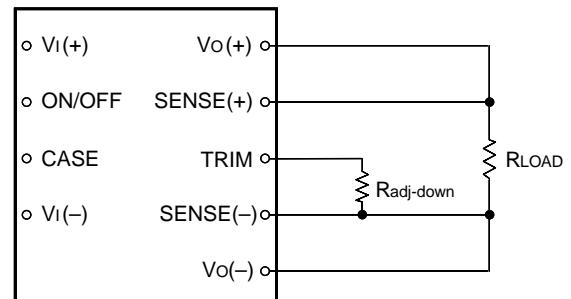 VI(+) VO(+)
ON/OFF SENSE(+)
CASE TRIM
RLOAD
Radj-down
VI(–) SENSE(–)
VO(–)